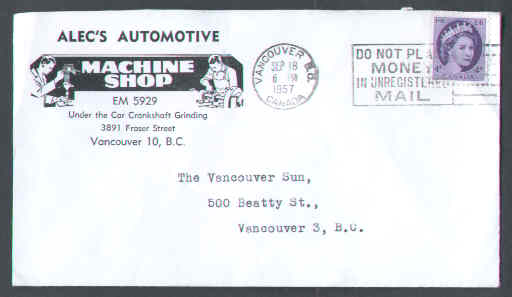 ALEC'S AUTOMOTIVE
MACHINE
SHOP
EM 5929
Under the Car Crankshaft Grinding
3891 Fraser Street
Vancouver 10, B.C.
VANCOUVER B.C.
SEP 18
6 PM
1957
CANADA
DO NOT PLA
MONEY
IN UNREGISTERED
MAIL
CANADA
The Vancouver Sun,
500 Beatty St.,
Vancouver 3, B.C.